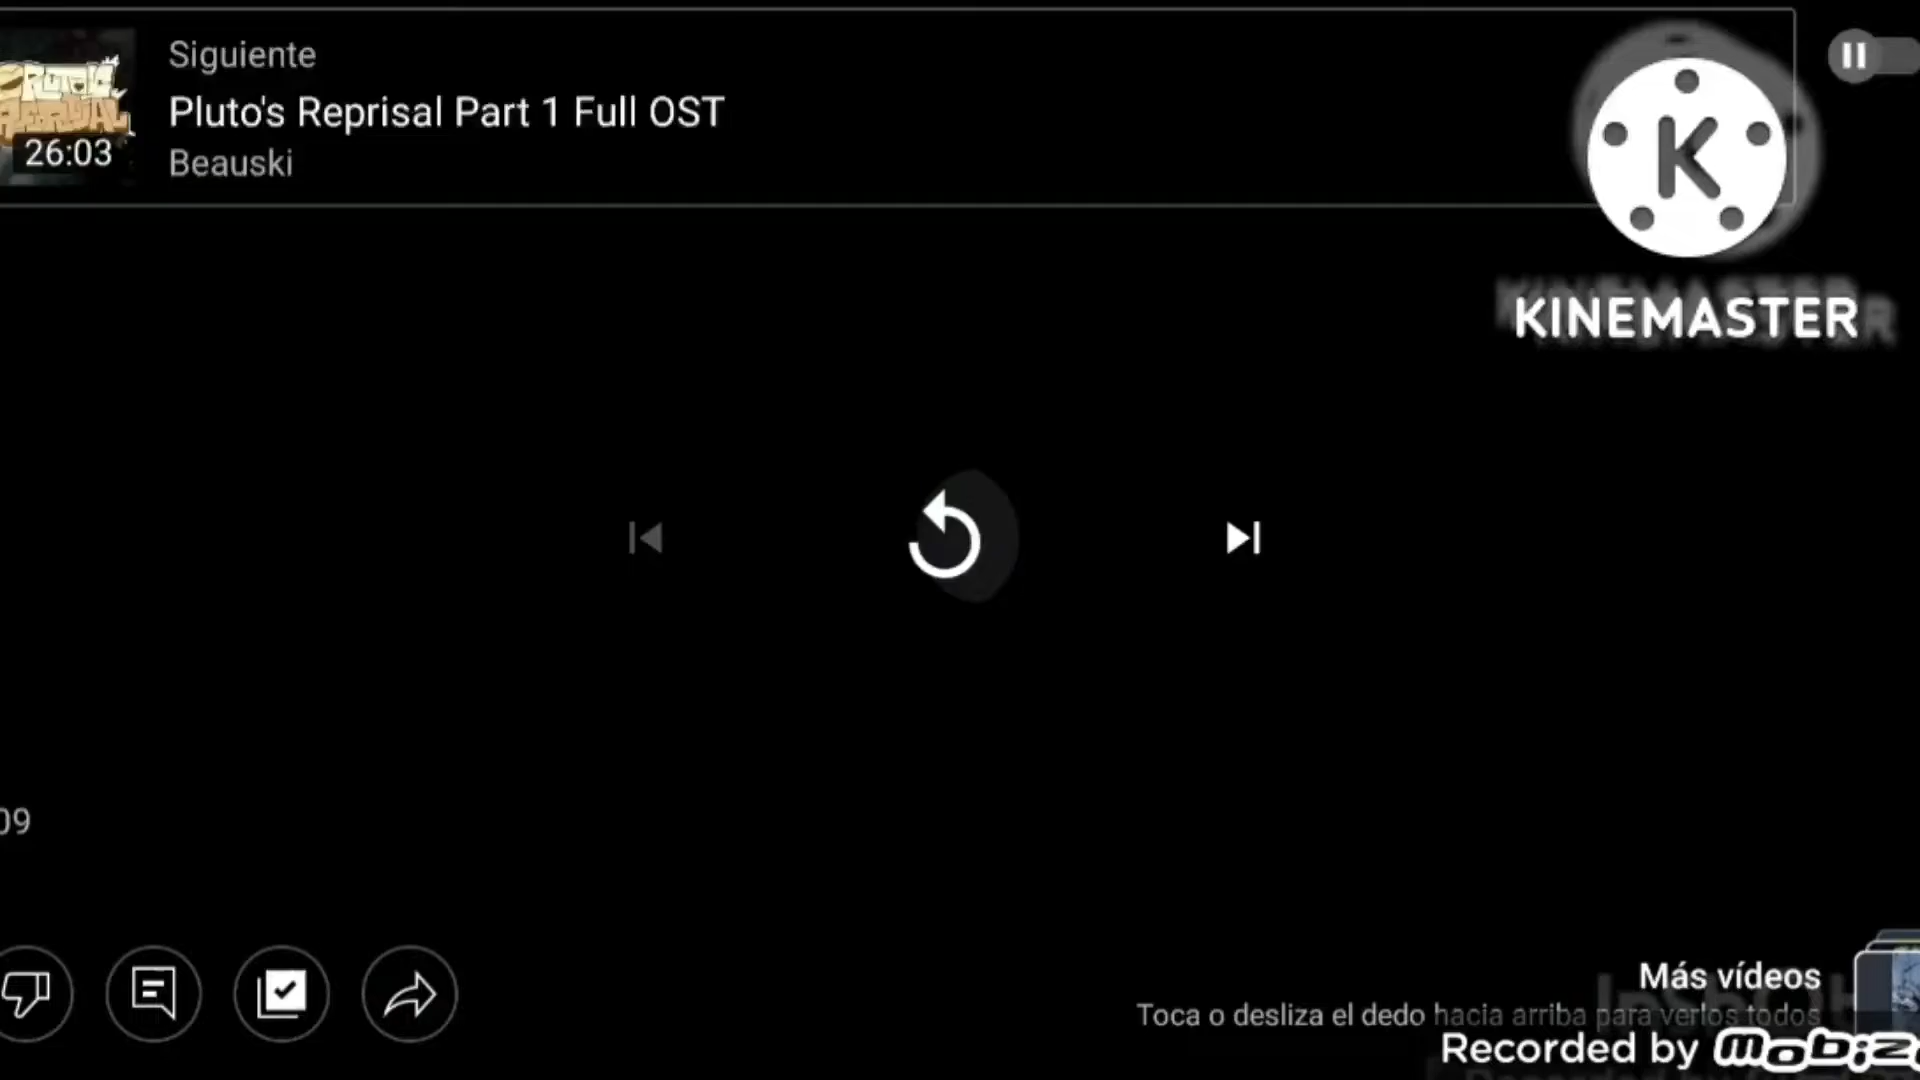 Siguiente
Pluto's Reprisal Part 1 Full OST
26:03
Beauski
K
KINEMASTER
09
Más vídeos
Toca o desliza el dedo hacia arriba para verlos todos
Recorded by